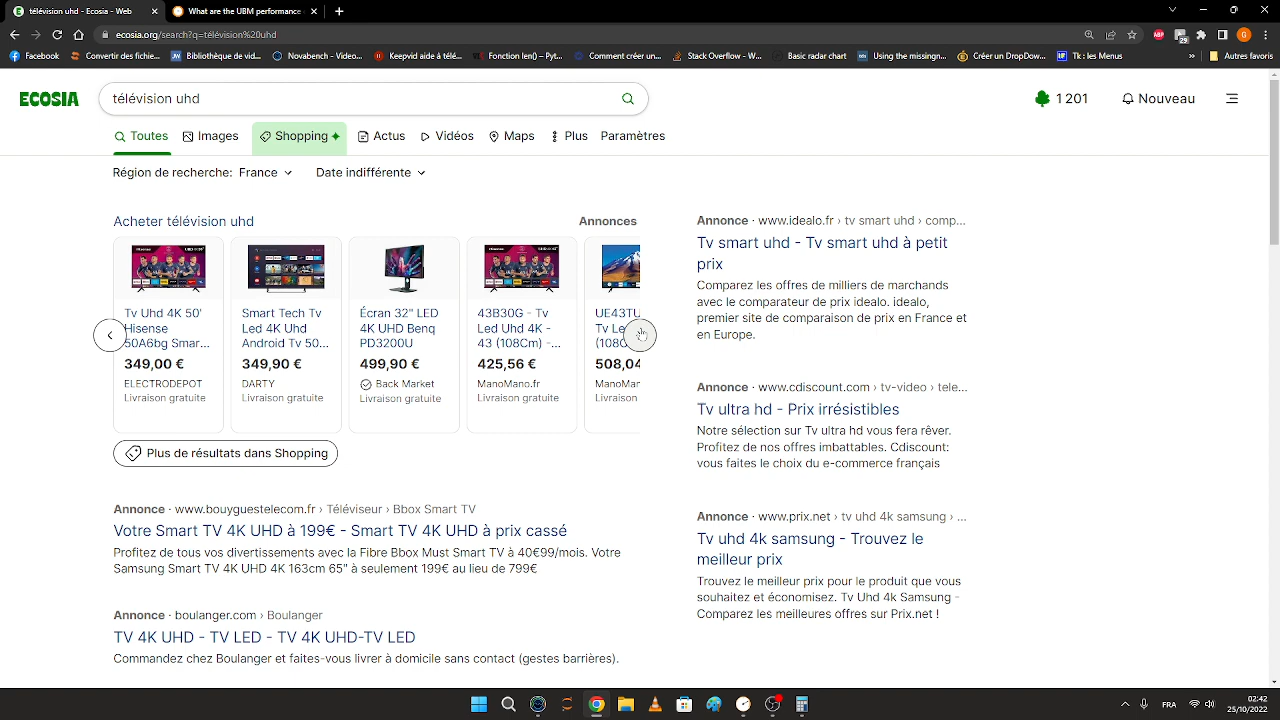 télévision uhd - Ecosia - Web
What are the UBM performance
ecosia.org/search?q=télévision%20uhd
Facebook
Convertir des fichie...
Bibliothèque de vid...
Novabench - Video...
Keepvid aide à télé...
Fonction len() – Pyt...
Comment créer un...
Stack Overflow - W...
Basic radar chart...
Using the missingn...
Créer un DropDow...
Tk : les Menus
»
Autres favoris
ECOSIA
télévision uhd
1 201
Nouveau
Toutes
Images
Shopping
Actus
Vidéos
Maps
Plus
Paramètres
Région de recherche: France
Date indifférente
Acheter télévision uhd
Annonces
Tv Uhd 4K 50'
Hisense
50A6bg Smar...
349,00 €
ELECTRODEPOT
Livraison gratuite
Smart Tech Tv
Led 4K Uhd
Android Tv 50...
349,90 €
DARTY
Livraison gratuite
Écran 32" LED
4K UHD Benq
PD3200U
499,90 €
Back Market
Livraison gratuite
43B30G - Tv
Led Uhd 4K -
43 (108Cm) -...
425,56 €
ManoMano.fr
Livraison gratuite
UE43TU
Tv Le
(108C
508,04
ManoMan
Livraison
Plus de résultats dans Shopping
Annonce · www.bouyguestelecom.fr › Téléviseur › Bbox Smart TV
Votre Smart TV 4K UHD à 199€ - Smart TV 4K UHD à prix cassé
Profitez de tous vos divertissements avec la Fibre Bbox Must Smart TV à 40€99/mois. Votre
Samsung Smart TV 4K UHD 4K 163cm 65" à seulement 199€ au lieu de 799€
Annonce · boulanger.com › Boulanger
TV 4K UHD - TV LED - TV 4K UHD-TV LED
Commandez chez Boulanger et faites-vous livrer à domicile sans contact (gestes barrières).
Annonce · www.idealo.fr › tv smart uhd › comp...
Tv smart uhd - Tv smart uhd à petit
prix
Comparez les offres de milliers de marchands
avec le comparateur de prix idealo. idealo,
premier site de comparaison de prix en France et
en Europe.
Annonce · www.cdiscount.com › tv-video › tele...
Tv ultra hd - Prix irrésistibles
Notre sélection sur Tv ultra hd vous fera rêver.
Profitez de nos offres imbattables. Cdiscount:
vous faites le choix du e-commerce français
Annonce · www.prix.net › tv uhd 4k samsung › ...
Tv uhd 4k samsung - Trouvez le
meilleur prix
Trouvez le meilleur prix pour le produit que vous
souhaitez et économisez. Tv Uhd 4k Samsung -
Comparez les meilleures offres sur Prix.net !
FRA
02:42
25/10/2022